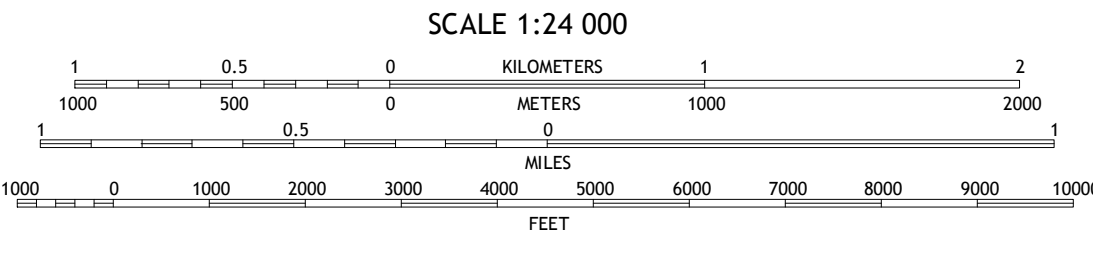 SCALE 1:24 000
1 0.5 0 KILOMETERS 1 2
1000 500 0 METERS 1000 2000
1 0.5 0 1
MILES
1000 0 1000 2000 3000 4000 5000 6000 7000 8000 9000 10000
FEET